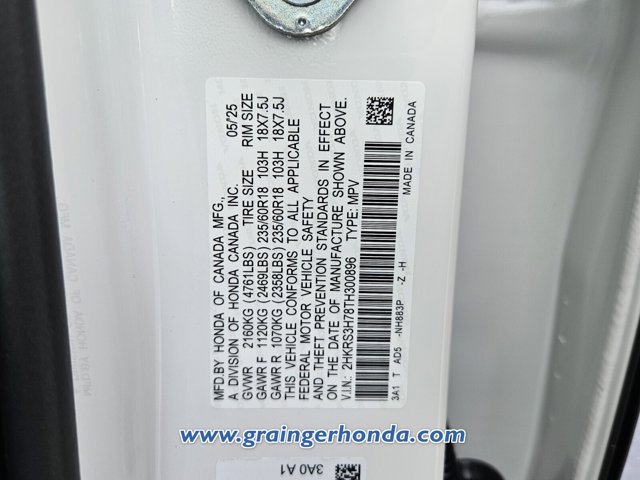 MFD.BY HONDA OF CANADA MFG.,
A DIVISION OF HONDA CANADA INC. 05/25
GVWR 2160KG (4761LBS) TIRE SIZE RIM SIZE
GAWR F 1120KG (2469LBS) 235/60R18 103H 18X7.5J
GAWR R 1070KG (2358LBS) 235/60R18 103H 18X7.5J
THIS VEHICLE CONFORMS TO ALL APPLICABLE
FEDERAL MOTOR VEHICLE SAFETY
AND THEFT PREVENTION STANDARDS IN EFFECT
ON THE DATE OF MANUFACTURE SHOWN ABOVE.
V.I.N.: 2HKRS3H78TH300896 TYPE: MPV
3A1 T AD5 -NH883P -Z -H MADE IN CANADA
3A0 A1
www.graingerhonda.com